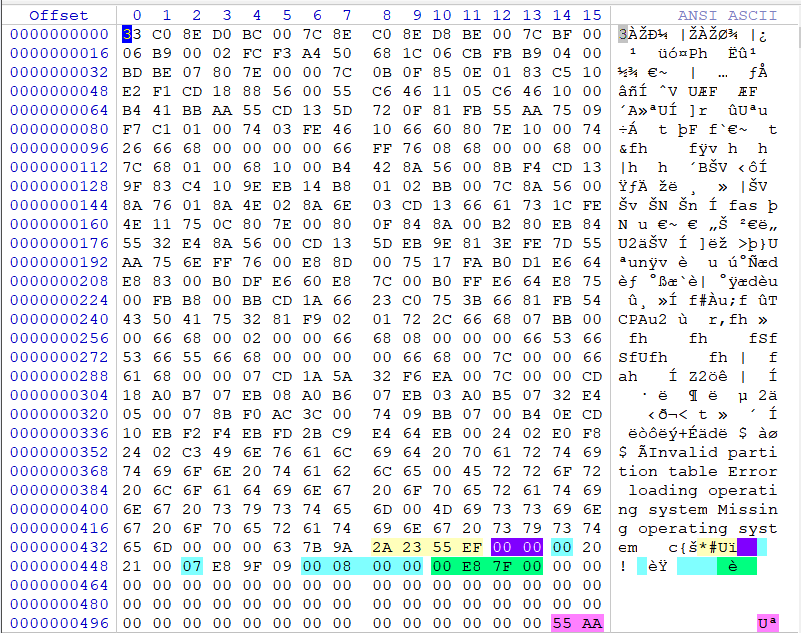 Offset 0 1 2 3 4 5 6 7 8 9 10 11 12 13 14 15 ANSI ASCII
0000000000 33 C0 8E D0 BC 00 7C 8E C0 8E D8 BE 00 7C BF 00 3ÀŽÐ¼ |ŽÀŽØ¾ |¿
0000000016 06 B9 00 02 FC F3 A4 50 68 1C 06 CB FB B9 04 00 ¹ üó¤Ph Ëû¹
0000000032 BD BE 07 80 7E 00 00 7C 0B 0F 85 0E 01 83 C5 10 ½¾ €~ | … ƒÅ
0000000048 E2 F1 CD 18 88 56 00 55 C6 46 11 05 C6 46 10 00 âñÍ ˆV UÆF ÆF
0000000064 B4 41 BB AA 55 CD 13 5D 72 0F 81 FB 55 AA 75 09 ´A»ªUÍ ]r ûUªu
0000000080 F7 C1 01 00 74 03 FE 46 10 66 60 80 7E 10 00 74 ÷Á t þF f`€~ t
0000000096 26 66 68 00 00 00 00 66 FF 76 08 68 00 00 68 00 &fh fÿv h h
0000000112 7C 68 01 00 68 10 00 B4 42 8A 56 00 8B F4 CD 13 |h h ´BŠV ‹ôÍ
0000000128 9F 83 C4 10 9E EB 14 B8 01 02 BB 00 7C 8A 56 00 ŸƒÄ žë ¸ » |ŠV
0000000144 8A 76 01 8A 4E 02 8A 6E 03 CD 13 66 61 73 1C FE Šv ŠN Šn Í fas þ
0000000160 4E 11 75 0C 80 7E 00 80 0F 84 8A 00 B2 80 EB 84 N u €~ € „Š ²€ë„
0000000176 55 32 E4 8A 56 00 CD 13 5D EB 9E 81 3E FE 7D 55 U2äŠV Í ]ëž >þ}U
0000000192 AA 75 6E FF 76 00 E8 8D 00 75 17 FA B0 D1 E6 64 ªunÿv è u ú°Ñæd
0000000208 E8 83 00 B0 DF E6 60 E8 7C 00 B0 FF E6 64 E8 75 èƒ °ßæ`è| °ÿædèu
0000000224 00 FB B8 00 BB CD 1A 66 23 C0 75 3B 66 81 FB 54 û¸ »Í f#Àu;f ûT
0000000240 43 50 41 75 32 81 F9 02 01 72 2C 66 68 07 BB 00 CPAu2 ù r,fh »
0000000256 00 66 68 00 02 00 00 66 68 08 00 00 00 66 53 66 fh fh fSf
0000000272 53 66 55 66 68 00 00 00 00 66 68 00 7C 00 00 66 SfUfh fh | f
0000000288 61 68 00 00 07 CD 1A 5A 32 F6 EA 00 7C 00 00 CD ah Í Z2öê | Í
0000000304 18 A0 B7 07 EB 08 A0 B6 07 EB 03 A0 B5 07 32 E4 · ë ¶ ë µ 2ä
0000000320 05 00 07 8B F0 AC 3C 00 74 09 BB 07 00 B4 0E CD ‹ð¬< t » ´ Í
0000000336 10 EB F2 F4 EB FD 2B C9 E4 64 EB 00 24 02 E0 F8 ëòôëý+Éädë $ àø
0000000352 24 02 C3 49 6E 76 61 6C 69 64 20 70 61 72 74 69 $ ÃInvalid parti
0000000368 74 69 6F 6E 20 74 61 62 6C 65 00 45 72 72 6F 72 tion table Error
0000000384 20 6C 6F 61 64 69 6E 67 20 6F 70 65 72 61 74 69 loading operati
0000000400 6E 67 20 73 79 73 74 65 6D 00 4D 69 73 73 69 6E ng system Missin
0000000416 67 20 6F 70 65 72 61 74 69 6E 67 20 73 79 73 74 g operating syst
0000000432 65 6D 00 00 00 63 7B 9A 2A 23 55 EF 00 00 00 20 em c{š*#Uï
0000000448 21 00 07 E8 9F 09 00 08 00 00 00 E8 7F 00 00 00 ! èŸ è
0000000464 00 00 00 00 00 00 00 00 00 00 00 00 00 00 00 00
0000000480 00 00 00 00 00 00 00 00 00 00 00 00 00 00 00 00
0000000496 00 00 00 00 00 00 00 00 00 00 00 00 00 00 55 AA Uª